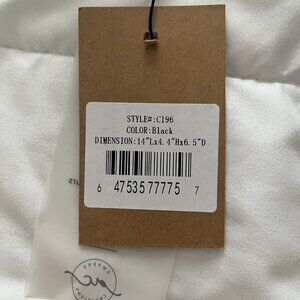 STYLE#:C196
COLOR:Black
DIMENSION:14"Lx4.4"Hx6.5"D
6 47535 77775 7